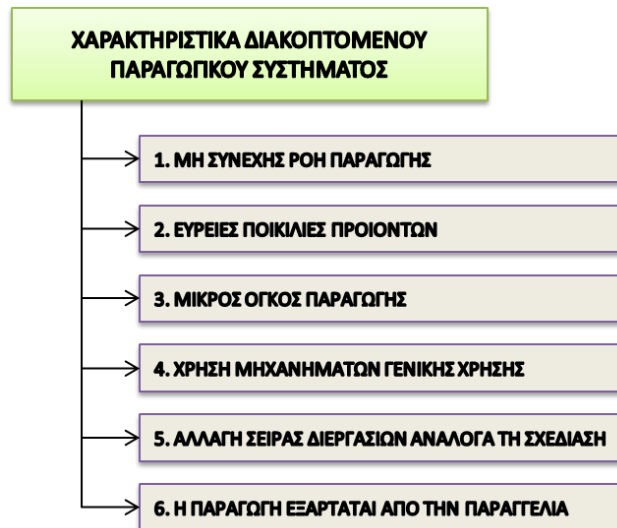 ΧΑΡΑΚΤΗΡΙΣΤΙΚΑ ΔΙΑΚΟΠΤΟΜΕΝΟΥ
ΠΑΡΑΓΩΓΙΚΟΥ ΣΥΣΤΗΜΑΤΟΣ
1. ΜΗ ΣΥΝΕΧΗΣ ΡΟΗ ΠΑΡΑΓΩΓΗΣ
2. ΕΥΡΕΙΕΣ ΠΟΙΚΙΛΙΕΣ ΠΡΟΙΟΝΤΩΝ
3. ΜΙΚΡΟΣ ΟΓΚΟΣ ΠΑΡΑΓΩΓΗΣ
4. ΧΡΗΣΗ ΜΗΧΑΝΗΜΑΤΩΝ ΓΕΝΙΚΗΣ ΧΡΗΣΗΣ
5. ΑΛΛΑΓΗ ΣΕΙΡΑΣ ΔΙΕΡΓΑΣΙΩΝ ΑΝΑΛΟΓΑ ΤΗ ΣΧΕΔΙΑΣΗ
6. Η ΠΑΡΑΓΩΓΗ ΕΞΑΡΤΑΤΑΙ ΑΠΟ ΤΗΝ ΠΑΡΑΓΓΕΛΙΑ